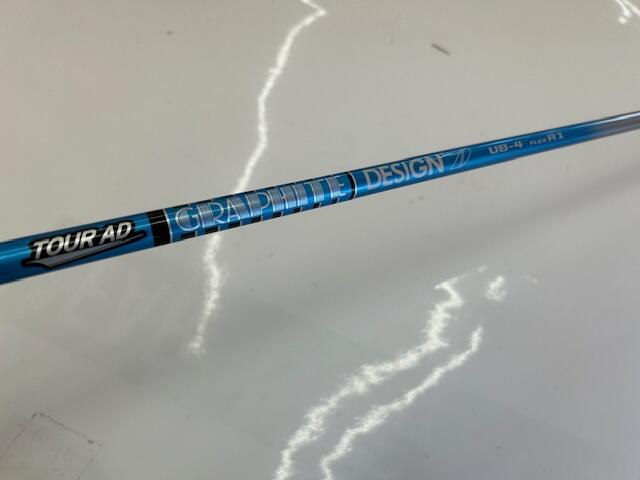 TOUR AD GRAPHITE DESIGN UB-4 FLEX R1